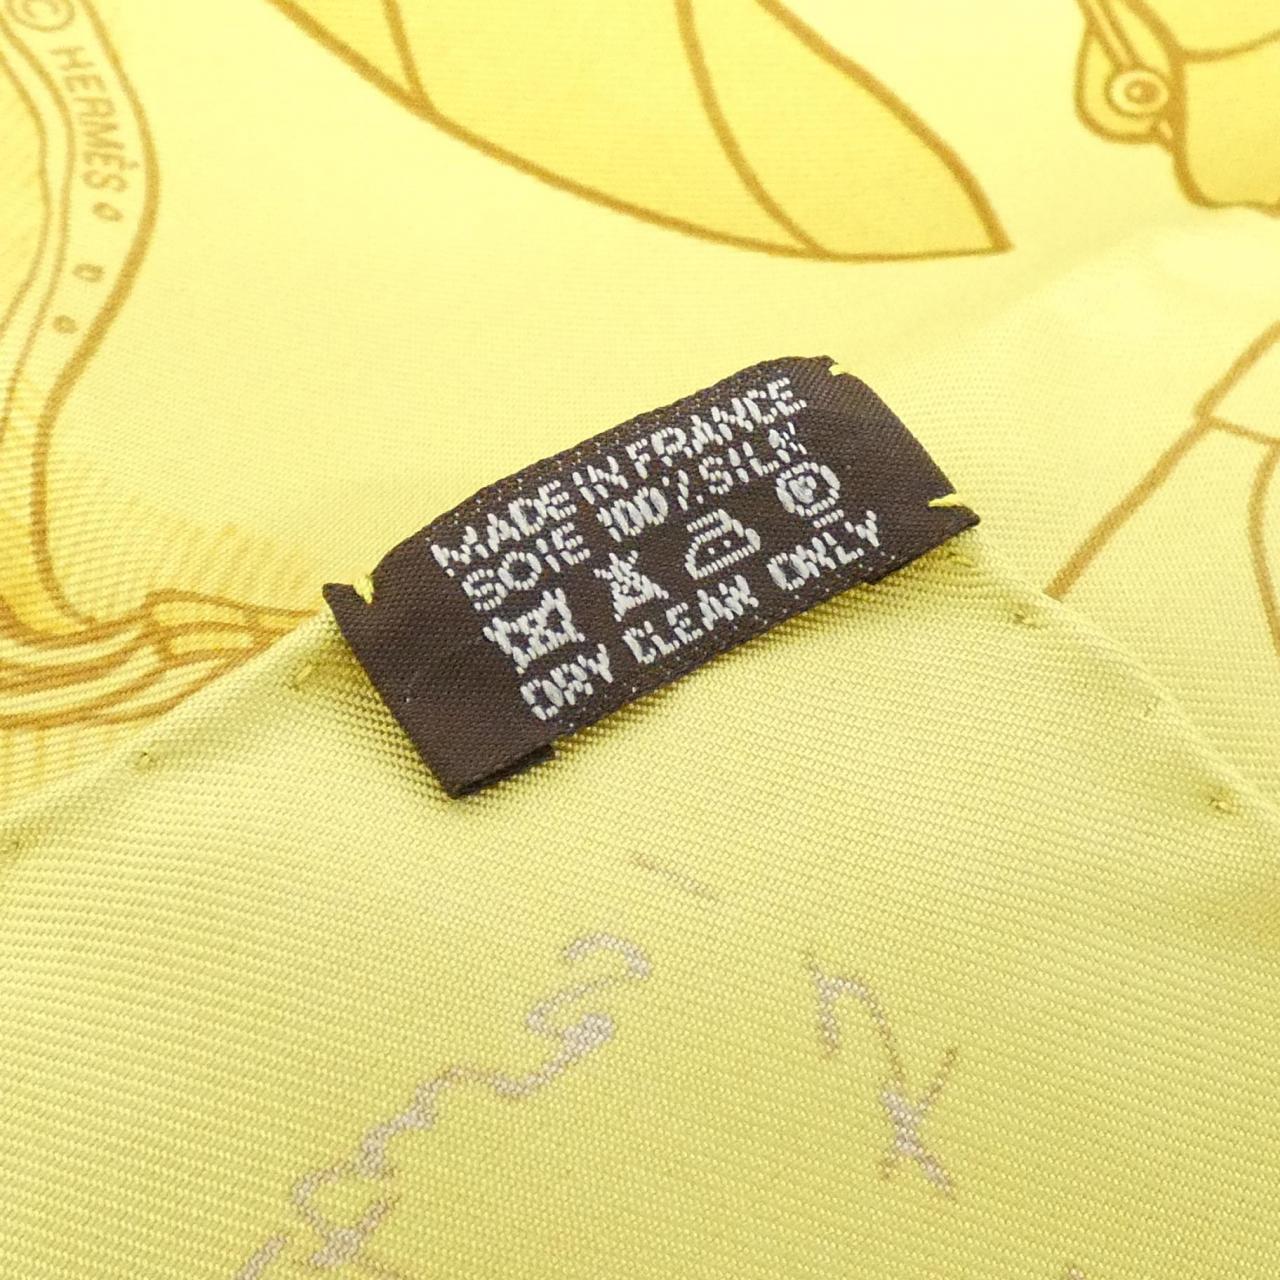 © HERMÈS
MADE IN FRANCE
SOIE 100% SILK
DRY CLEAN ONLY